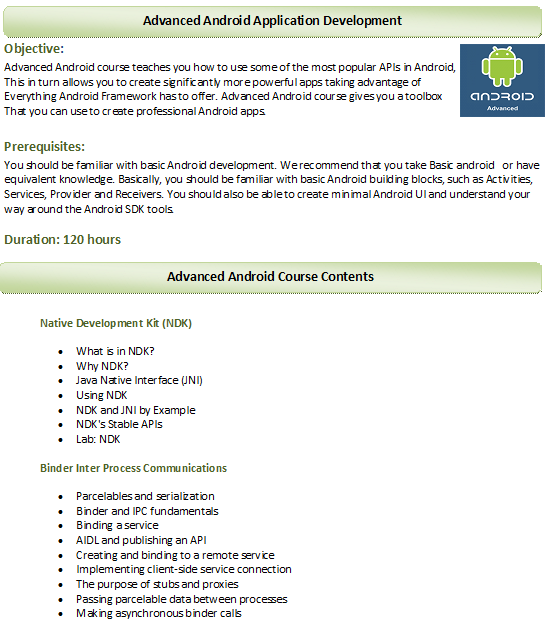 Advanced Android Application Development
Objective:
Advanced Android course teaches you how to use some of the most popular APIs in Android,
This in turn allows you to create significantly more powerful apps taking advantage of
Everything Android Framework has to offer. Advanced Android course gives you a toolbox
That you can use to create professional Android apps.
ANDROID
Advanced
Prerequisites:
You should be familiar with basic Android development. We recommend that you take Basic android or have
equivalent knowledge. Basically, you should be familiar with basic Android building blocks, such as Activities,
Services, Provider and Receivers. You should also be able to create minimal Android UI and understand your
way around the Android SDK tools.
Duration: 120 hours
Advanced Android Course Contents
Native Development Kit (NDK)
• What is in NDK?
• Why NDK?
• Java Native Interface (JNI)
• Using NDK
• NDK and JNI by Example
• NDK's Stable APIs
• Lab: NDK
Binder Inter Process Communications
• Parcelables and serialization
• Binder and IPC fundamentals
• Binding a service
• AIDL and publishing an API
• Creating and binding to a remote service
• Implementing client-side service connection
• The purpose of stubs and proxies
• Passing parcelable data between processes
• Making asynchronous binder calls